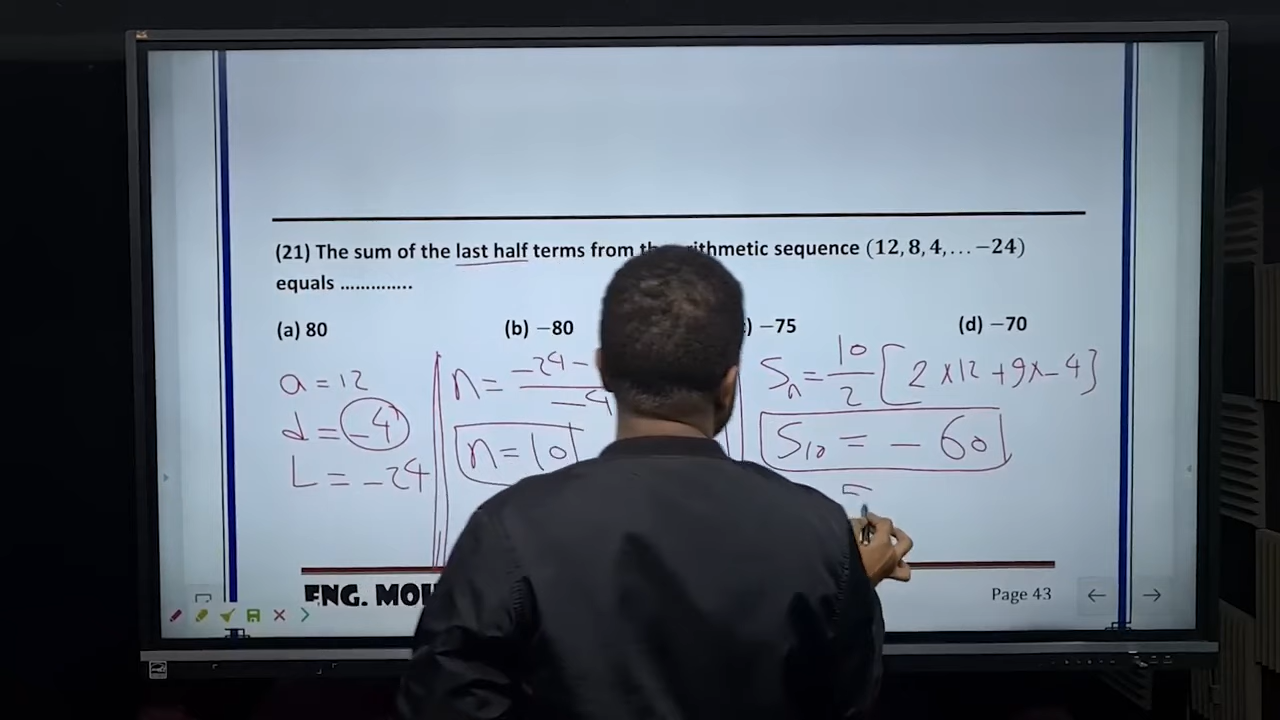 (21) The sum of the last half terms from arithmetic sequence (12, 8, 4, … −24)
equals ..............
(a) 80 (b) −80 ) −75 (d) −70
a = 12
d = -4
L = -24
n = -24 - / -4
n = 10
Sn = 10/2 [2 × 12 + 9 × -4]
S10 = - 60
5
ENG. MOU
Page 43